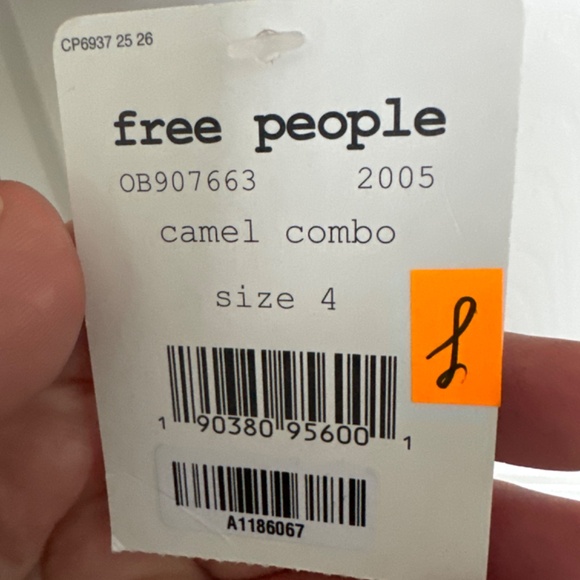 CP6937 25 26
free people
OB907663 2005
camel combo
size 4
1 90380 95600 1
A1186067